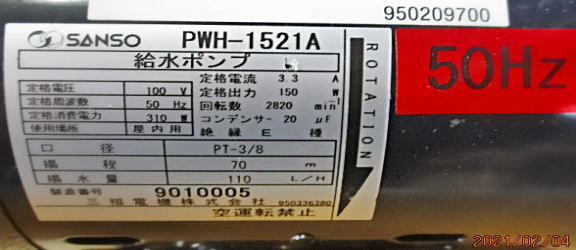 950209700
SANSO PWH-1521A
給水ポンプ
定格電圧 100 V
定格周波数 50 Hz
定格消費電力 310 W
使用場所 屋内用
定格電流 3.3 A
定格出力 150 W
回転数 2820 min⁻¹
コンデンサー 20 μF
絶縁 E 種
口径 PT-3/8
揚程 70 m
揚水量 110 L/H
製造番号 9010005
三相電機株式会社 950336380
空運転禁止
ROTATION
50Hz
2021/02/04